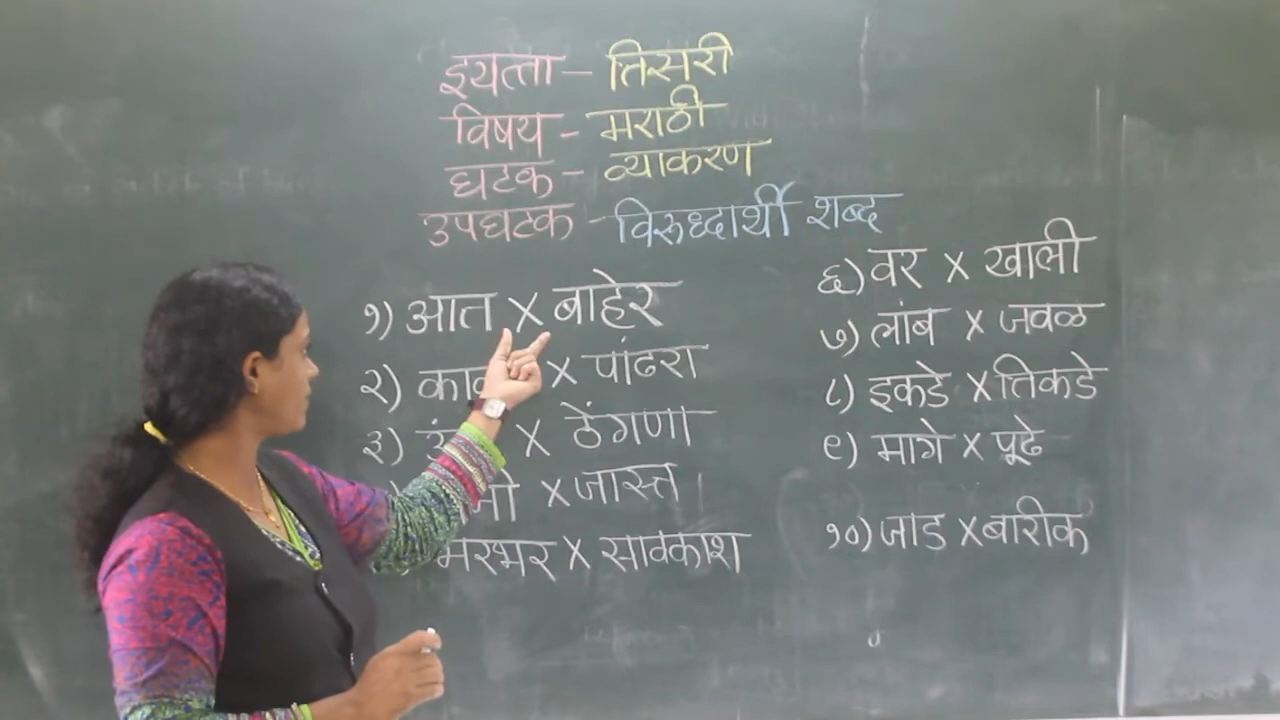 इयत्ता – तिसरी
विषय – मराठी
घटक – व्याकरण
उपघटक – विरूध्दार्थी शब्द
१) आत X बाहेर
२) X पांढरा
३) X ठेंगणा
X जास्त
X सावकाश
६) वर X खाली
७) लांब X जवळ
८) इकडे X तिकडे
९) मागे X पूढे
१०) जाड X बारीक